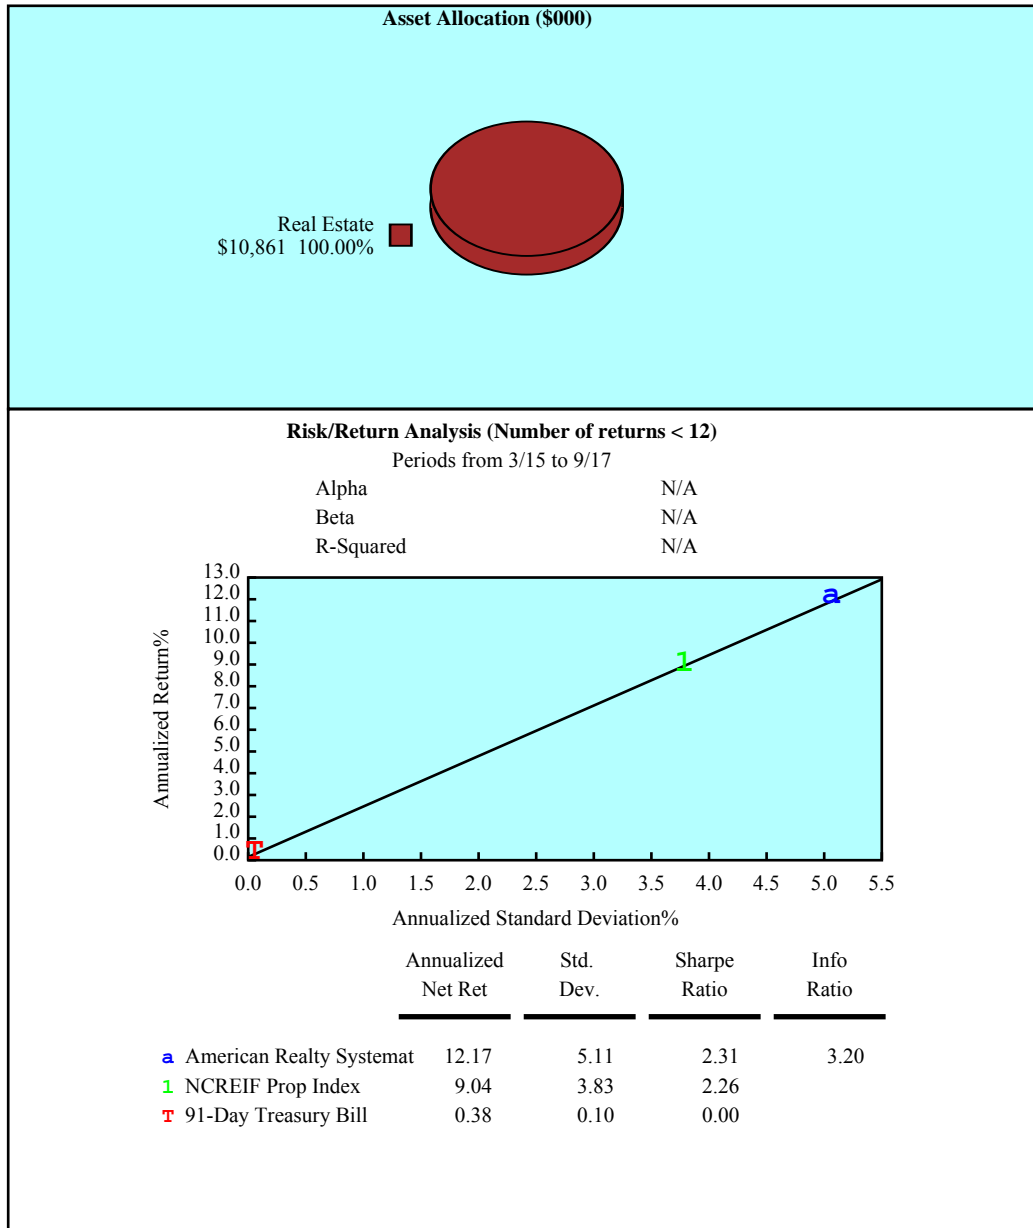 Asset Allocation ($000)
Real Estate
$10,861 100.00%
Risk/Return Analysis (Number of returns < 12)
Periods from 3/15 to 9/17
Alpha N/A
Beta N/A
R-Squared N/A
13.0
12.0
11.0
10.0
9.0
8.0
7.0
6.0
5.0
4.0
3.0
2.0
1.0
0.0
Annualized Return%
a
1
T
0.0 0.5 1.0 1.5 2.0 2.5 3.0 3.5 4.0 4.5 5.0 5.5
Annualized Standard Deviation%
Annualized Std. Sharpe Info
Net Ret Dev. Ratio Ratio
a American Realty Systemat 12.17 5.11 2.31 3.20
1 NCREIF Prop Index 9.04 3.83 2.26
T 91-Day Treasury Bill 0.38 0.10 0.00